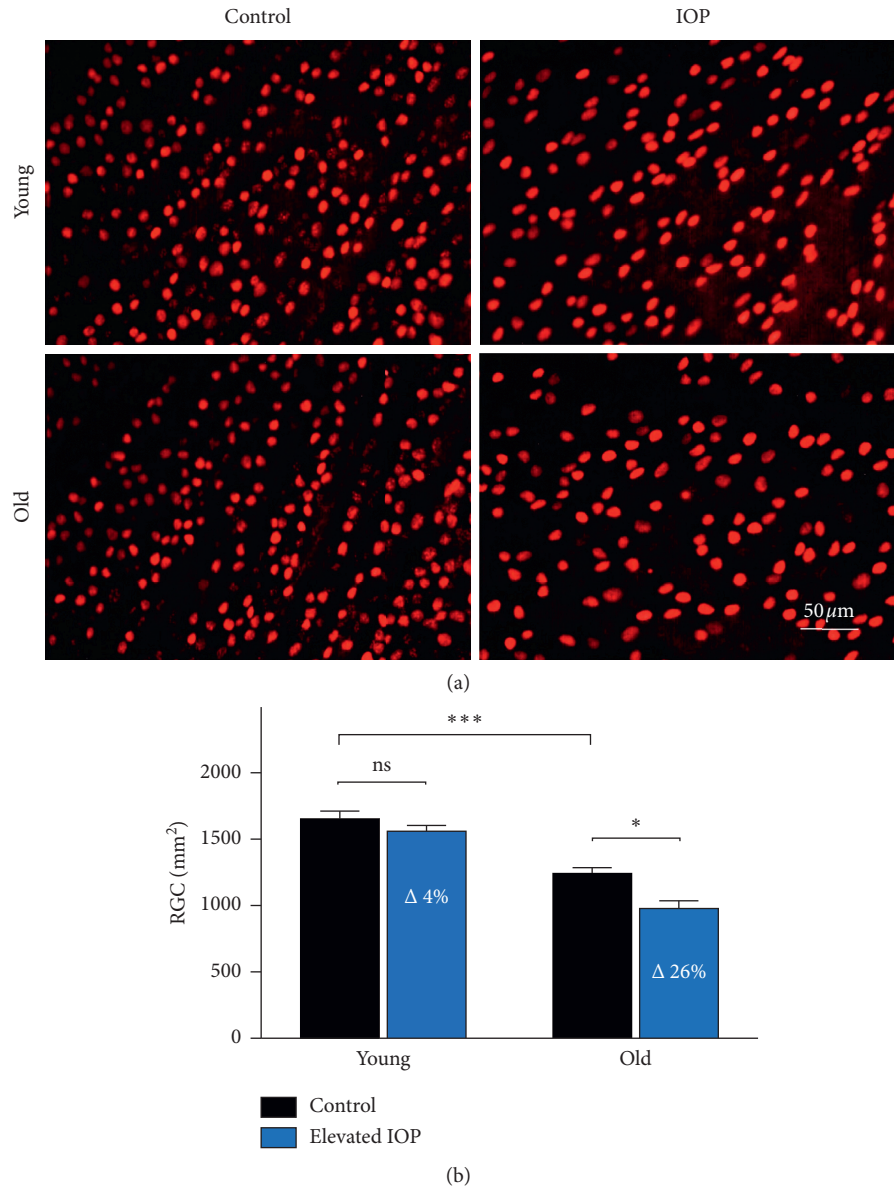 Control
IOP
Young
Old
50 μm
(a)
***
ns
*
2000
1500
1000
500
0
RGC (mm²)
Δ 4%
Δ 26%
Young
Old
Control
Elevated IOP
(b)